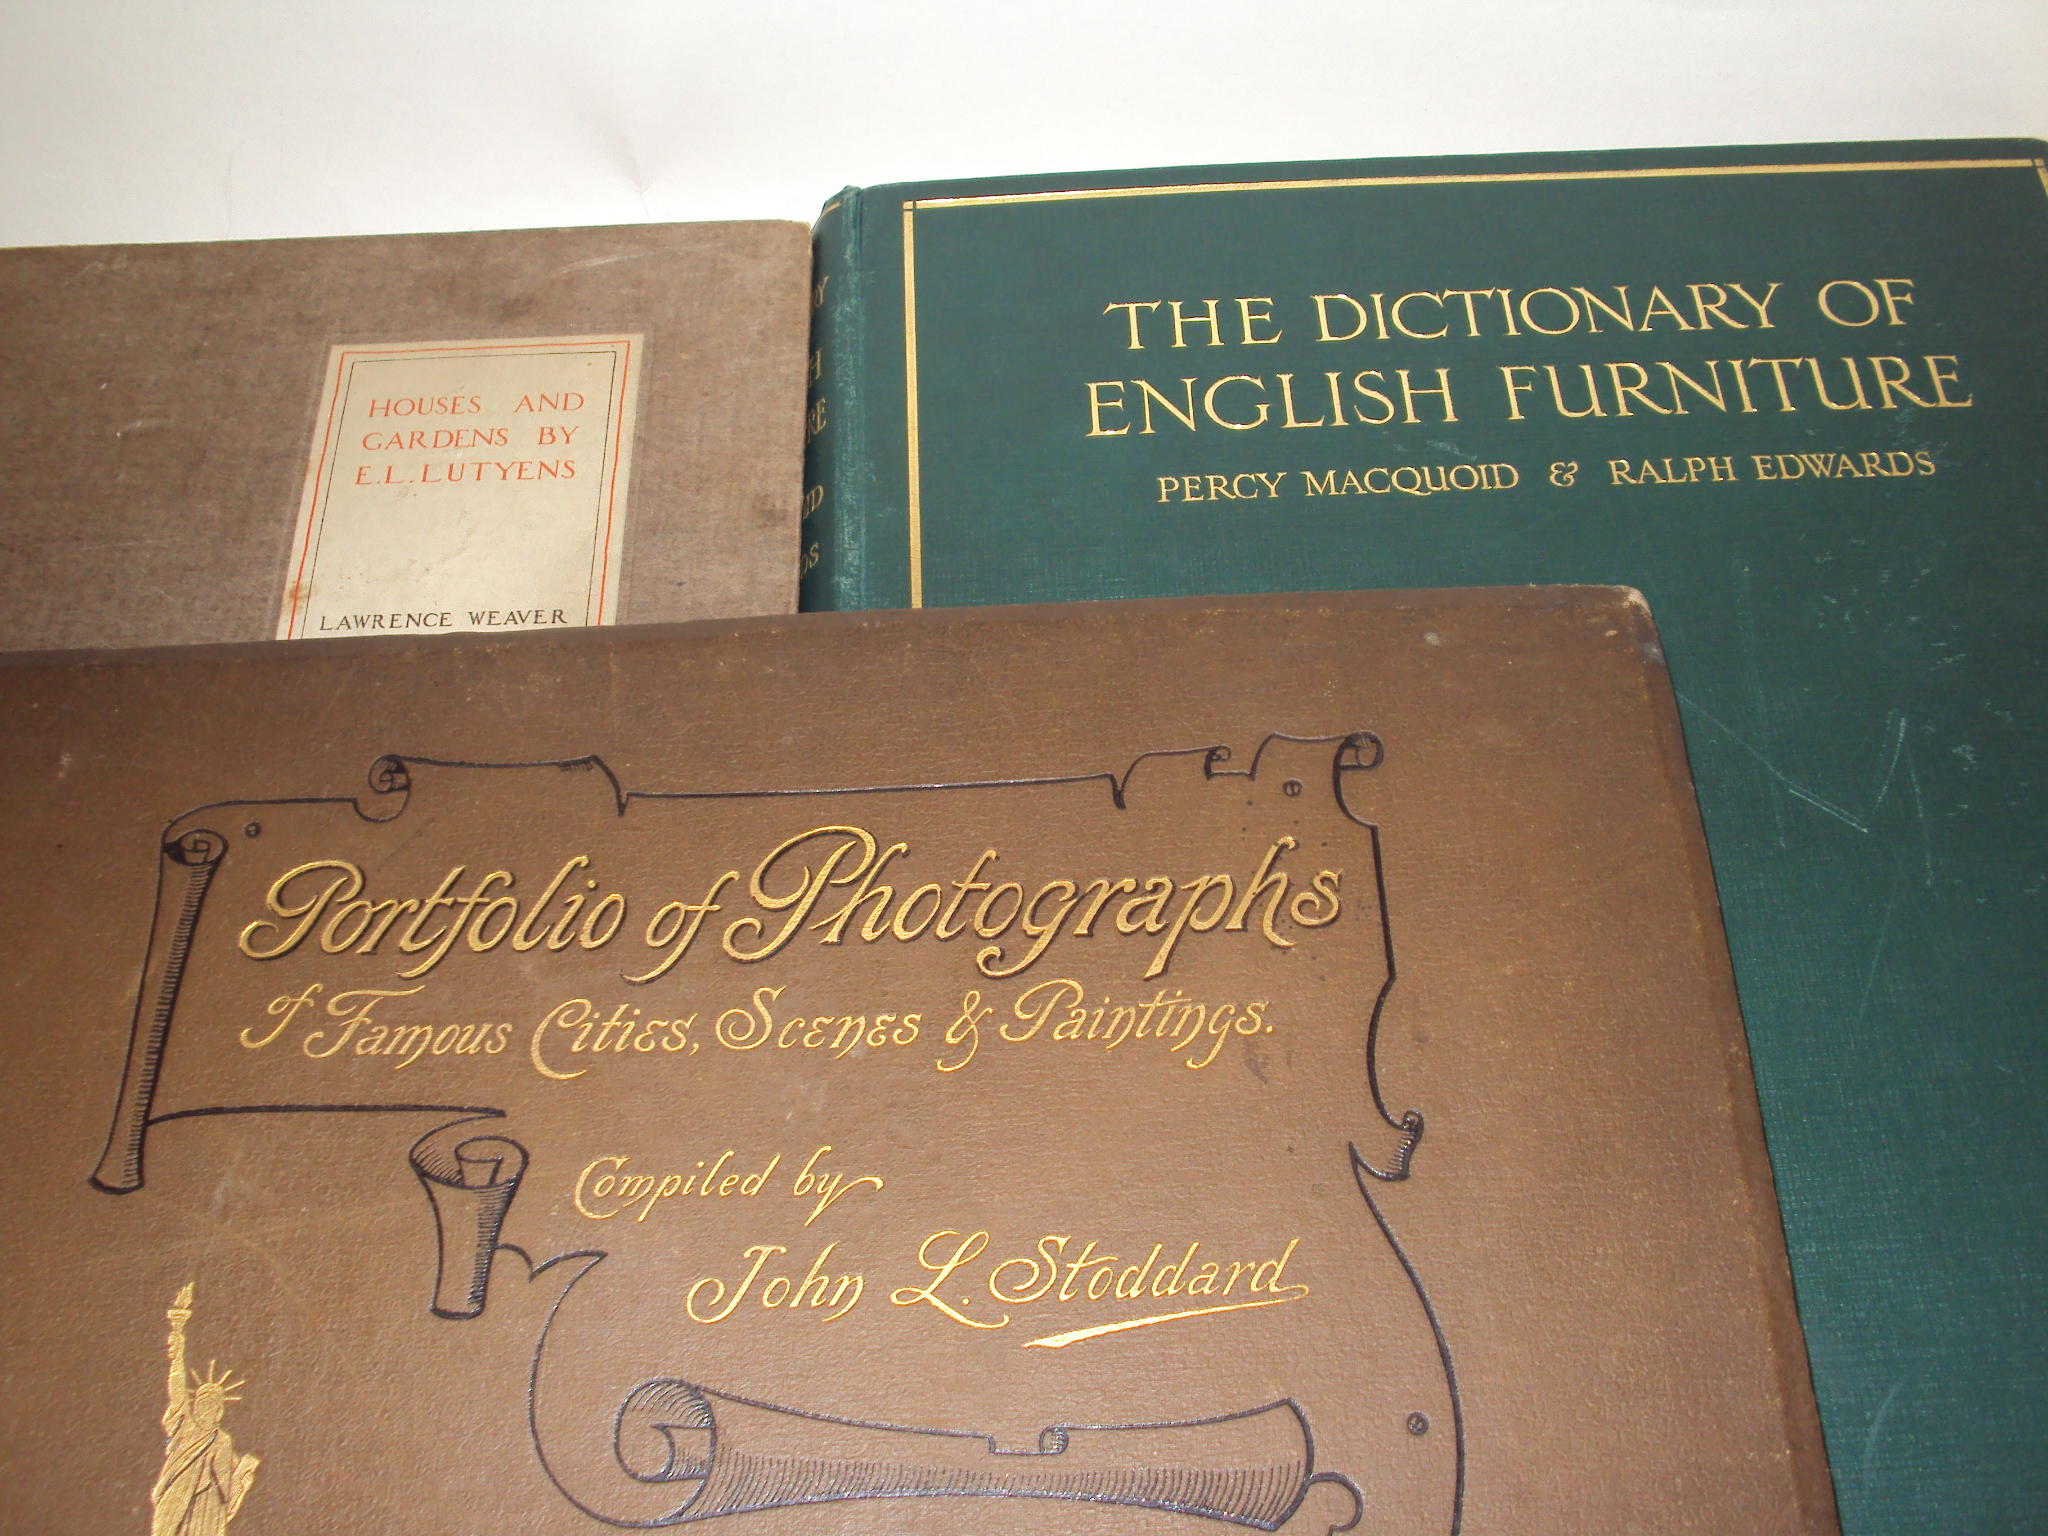 HOUSES AND
GARDENS BY
E.L.LUTYENS
LAWRENCE WEAVER
THE DICTIONARY OF
ENGLISH FURNITURE
PERCY MACQUOID & RALPH EDWARDS
Portfolio of Photographs
of Famous Cities, Scenes & Paintings.
Compiled by
John L. Stoddard